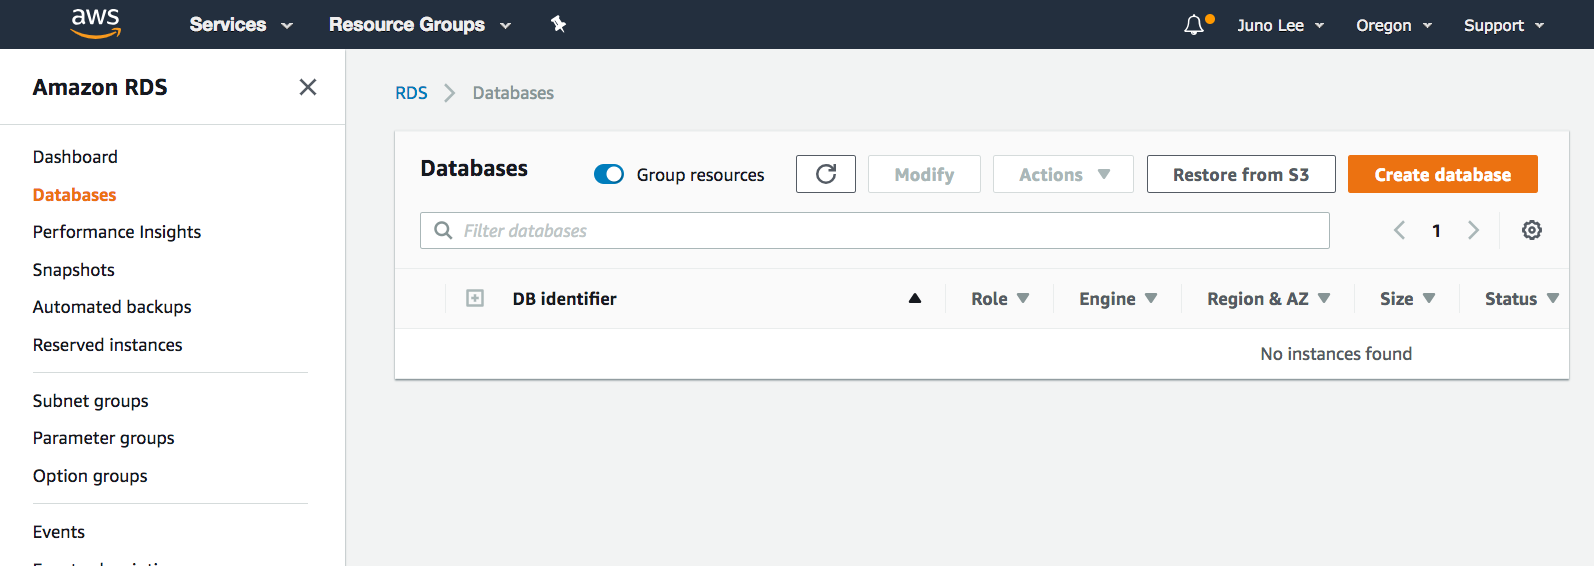 aws
Services
Resource Groups
Juno Lee
Oregon
Support
Amazon RDS
Dashboard
Databases
Performance Insights
Snapshots
Automated backups
Reserved instances
Subnet groups
Parameter groups
Option groups
Events
RDS
Databases
Databases
Group resources
Modify
Actions
Restore from S3
Create database
Filter databases
1
DB identifier
Role
Engine
Region & AZ
Size
Status
No instances found